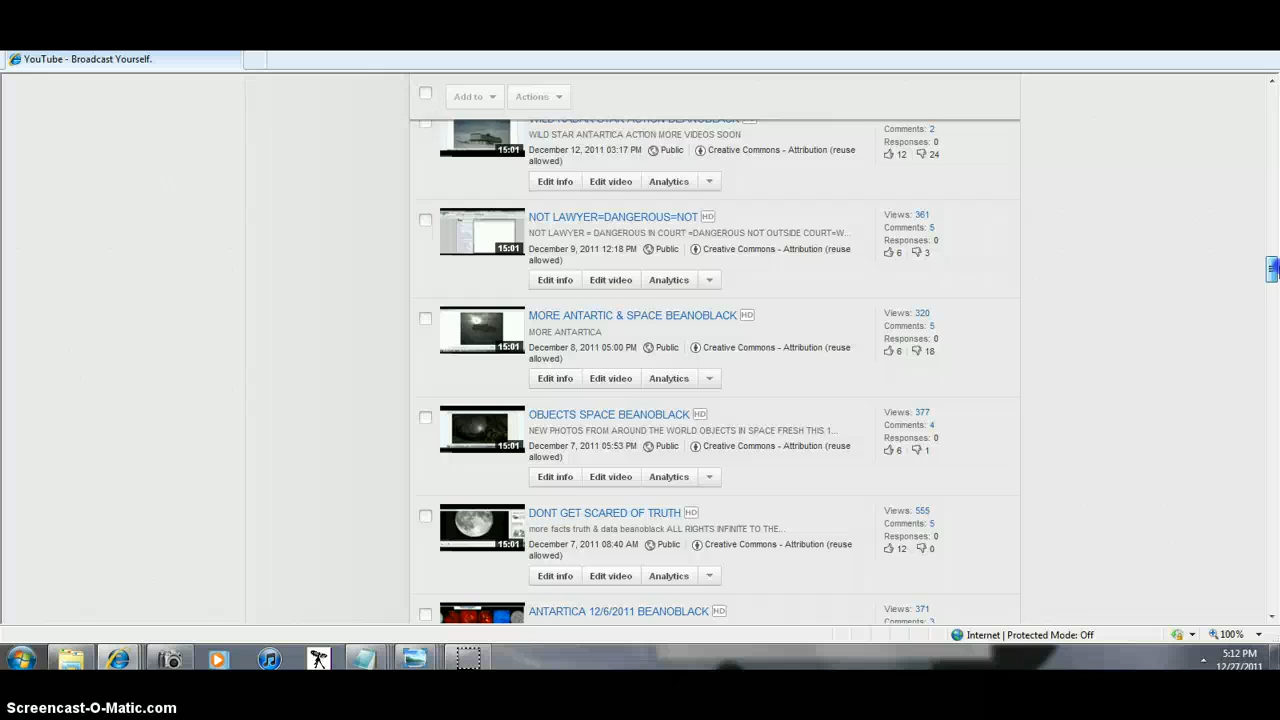 YouTube - Broadcast Yourself.
Add to
Actions
WILD STAR ANTARTICA ACTION MORE VIDEOS SOON
December 12, 2011 03:17 PM Public Creative Commons - Attribution (reuse allowed)
15:01
Edit info Edit video Analytics
Comments: 2
Responses: 0
12 24
NOT LAWYER=DANGEROUS=NOT HD
NOT LAWYER = DANGEROUS IN COURT =DANGEROUS NOT OUTSIDE COURT=W...
December 9, 2011 12:18 PM Public Creative Commons - Attribution (reuse
allowed)
15:01
Edit info Edit video Analytics
Views: 361
Comments: 5
Responses: 0
6 3
MORE ANTARTIC & SPACE BEANOBLACK HD
MORE ANTARTICA
December 8, 2011 05:00 PM Public Creative Commons - Attribution (reuse
allowed)
15:01
Edit info Edit video Analytics
Views: 320
Comments: 5
Responses: 0
6 18
OBJECTS SPACE BEANOBLACK HD
NEW PHOTOS FROM AROUND THE WORLD OBJECTS IN SPACE FRESH THIS 1...
December 7, 2011 05:53 PM Public Creative Commons - Attribution (reuse
allowed)
15:01
Edit info Edit video Analytics
Views: 377
Comments: 4
Responses: 0
6 1
DONT GET SCARED OF TRUTH HD
more facts truth & data beanoblack ALL RIGHTS INFINITE TO THE...
December 7, 2011 08:40 AM Public Creative Commons - Attribution (reuse
allowed)
15:01
Edit info Edit video Analytics
Views: 555
Comments: 5
Responses: 0
12 0
ANTARTICA 12/6/2011 BEANOBLACK HD
Views: 371
Comments: 3
Internet | Protected Mode: Off
100%
5:12 PM
12/27/2011
Screencast-O-Matic.com